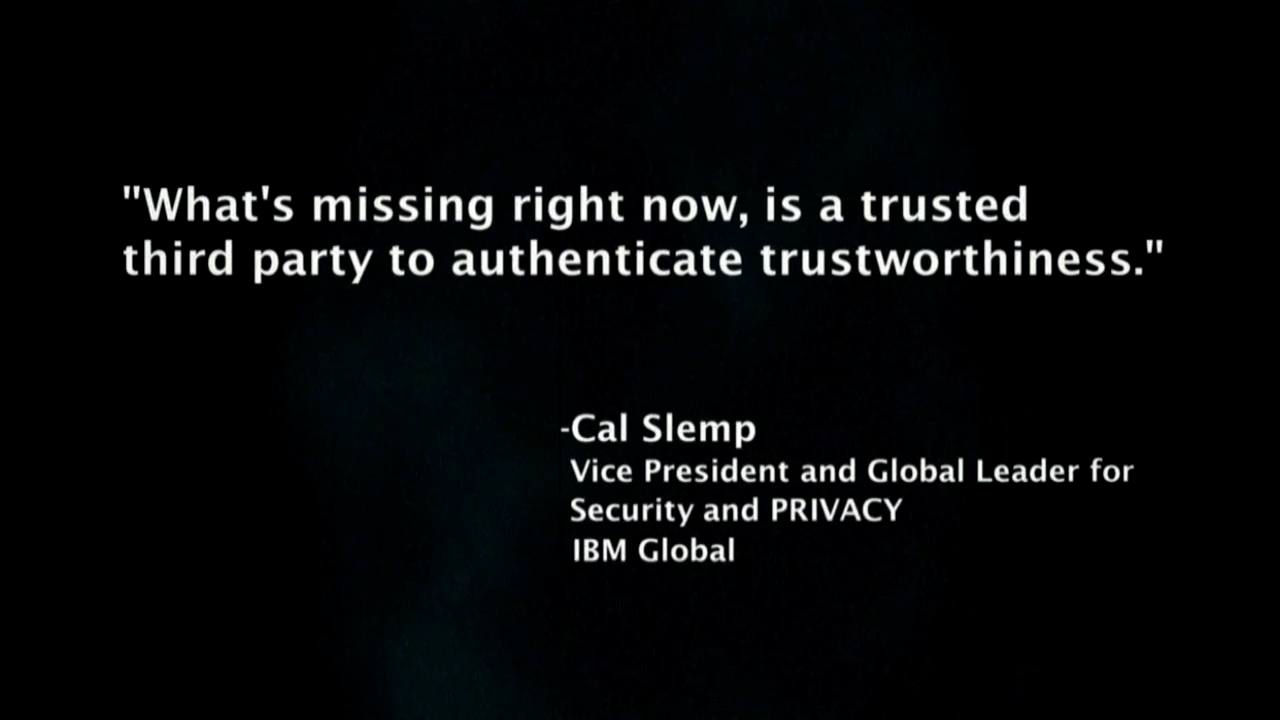 "What's missing right now, is a trusted
third party to authenticate trustworthiness."
-Cal Slemp
Vice President and Global Leader for
Security and PRIVACY
IBM Global